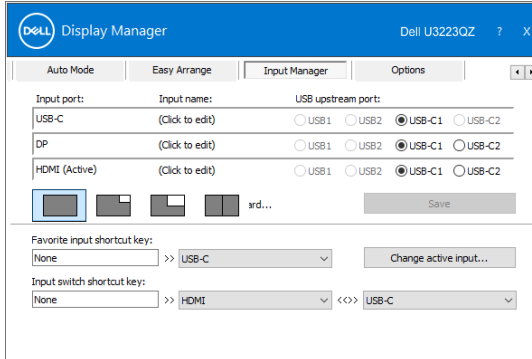 DELL Display Manager Dell U3223QZ ? X
Auto Mode Easy Arrange Input Manager Options
Input port: Input name: USB upstream port:
USB-C (Click to edit) USB1 USB2 USB-C1 USB-C2
DP (Click to edit) USB1 USB2 USB-C1 USB-C2
HDMI (Active) (Click to edit) USB1 USB2 USB-C1 USB-C2
ard... Save
Favorite input shortcut key:
None >> USB-C Change active input...
Input switch shortcut key:
None >> HDMI <<>> USB-C